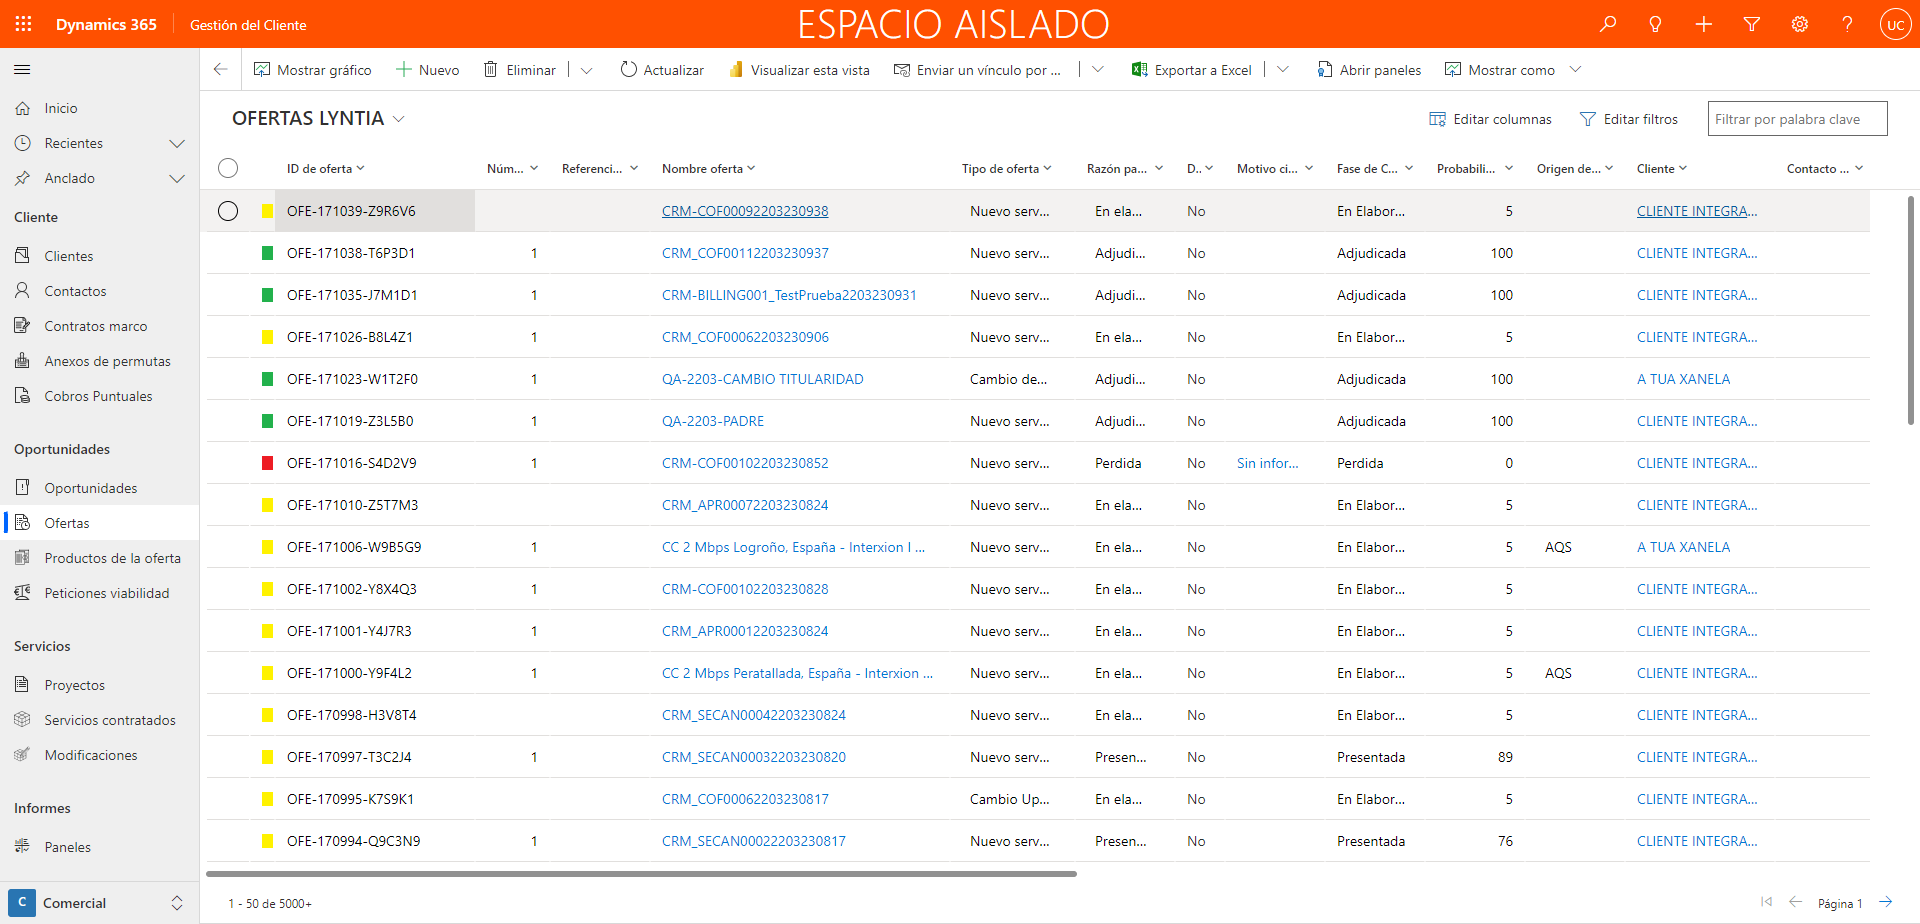 Dynamics 365 Gestión del Cliente ESPACIO AISLADO UC
Mostrar gráfico Nuevo Eliminar Actualizar Visualizar esta vista Enviar un vínculo por ... Exportar a Excel Abrir paneles Mostrar como
Inicio
Recientes
Anclado
Cliente
Clientes
Contactos
Contratos marco
Anexos de permutas
Cobros Puntuales
Oportunidades
Oportunidades
Ofertas
Productos de la oferta
Peticiones viabilidad
Servicios
Proyectos
Servicios contratados
Modificaciones
Informes
Paneles
C Comercial
OFERTAS LYNTIA Editar columnas Editar filtros Filtrar por palabra clave
ID de oferta Núm... Referenci... Nombre oferta Tipo de oferta Razón pa... D.. Motivo ci... Fase de C... Probabili... Origen de... Cliente Contacto ...
OFE-171039-Z9R6V6 CRM-COF00092203230938 Nuevo serv... En ela... No En Elabor... 5 CLIENTE INTEGRA...
OFE-171038-T6P3D1 1 CRM_COF00112203230937 Nuevo serv... Adjudi... No Adjudicada 100 CLIENTE INTEGRA...
OFE-171035-J7M1D1 1 CRM-BILLING001_TestPrueba2203230931 Nuevo serv... Adjudi... No Adjudicada 100 CLIENTE INTEGRA...
OFE-171026-B8L4Z1 1 CRM_COF00062203230906 Nuevo serv... En ela... No En Elabor... 5 CLIENTE INTEGRA...
OFE-171023-W1T2F0 1 QA-2203-CAMBIO TITULARIDAD Cambio de... Adjudi... No Adjudicada 100 A TUA XANELA
OFE-171019-Z3L5B0 1 QA-2203-PADRE Nuevo serv... Adjudi... No Adjudicada 100 CLIENTE INTEGRA...
OFE-171016-S4D2V9 1 CRM-COF00102203230852 Nuevo serv... Perdida No Sin infor... Perdida 0 CLIENTE INTEGRA...
OFE-171010-Z5T7M3 CRM_APR00072203230824 Nuevo serv... En ela... No En Elabor... 5 CLIENTE INTEGRA...
OFE-171006-W9B5G9 1 CC 2 Mbps Logroño, España - Interxion I ... Nuevo serv... En ela... No En Elabor... 5 AQS A TUA XANELA
OFE-171002-Y8X4Q3 1 CRM-COF00102203230828 Nuevo serv... En ela... No En Elabor... 5 CLIENTE INTEGRA...
OFE-171001-Y4J7R3 1 CRM_APR00012203230824 Nuevo serv... En ela... No En Elabor... 5 CLIENTE INTEGRA...
OFE-171000-Y9F4L2 1 CC 2 Mbps Peratallada, España - Interxion ... Nuevo serv... En ela... No En Elabor... 5 AQS CLIENTE INTEGRA...
OFE-170998-H3V8T4 CRM_SECAN00042203230824 Nuevo serv... En ela... No En Elabor... 5 CLIENTE INTEGRA...
OFE-170997-T3C2J4 1 CRM_SECAN00032203230820 Nuevo serv... Presen... No Presentada 89 CLIENTE INTEGRA...
OFE-170995-K7S9K1 CRM_COF00062203230817 Cambio Up... En ela... No En Elabor... 5 CLIENTE INTEGRA...
OFE-170994-Q9C3N9 1 CRM_SECAN00022203230817 Nuevo serv... Presen... No Presentada 76 CLIENTE INTEGRA...
1 - 50 de 5000+ Página 1